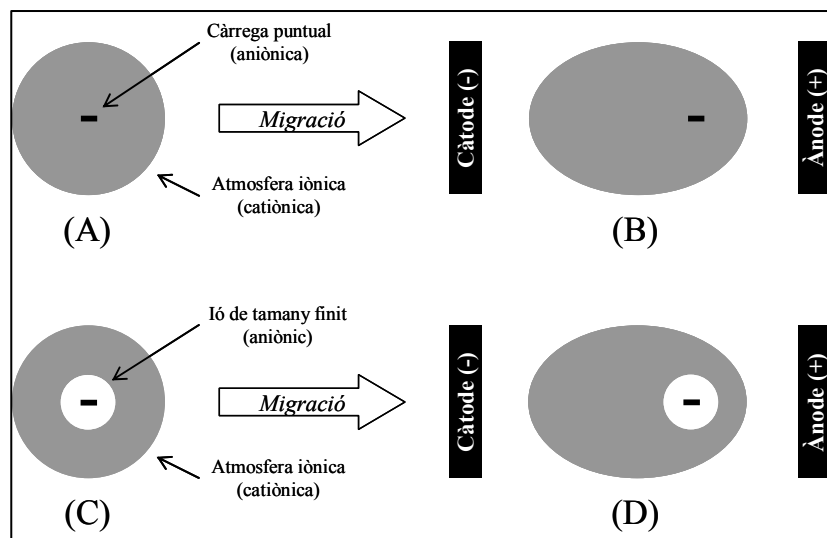 Càrrega puntual
(aniònica)
Migració
Càtode (-)
Ànode (+)
Atmosfera iònica
(catiònica)
(A)
(B)
Ió de tamany finit
(aniònic)
Migració
Càtode (-)
Ànode (+)
Atmosfera iònica
(catiònica)
(C)
(D)